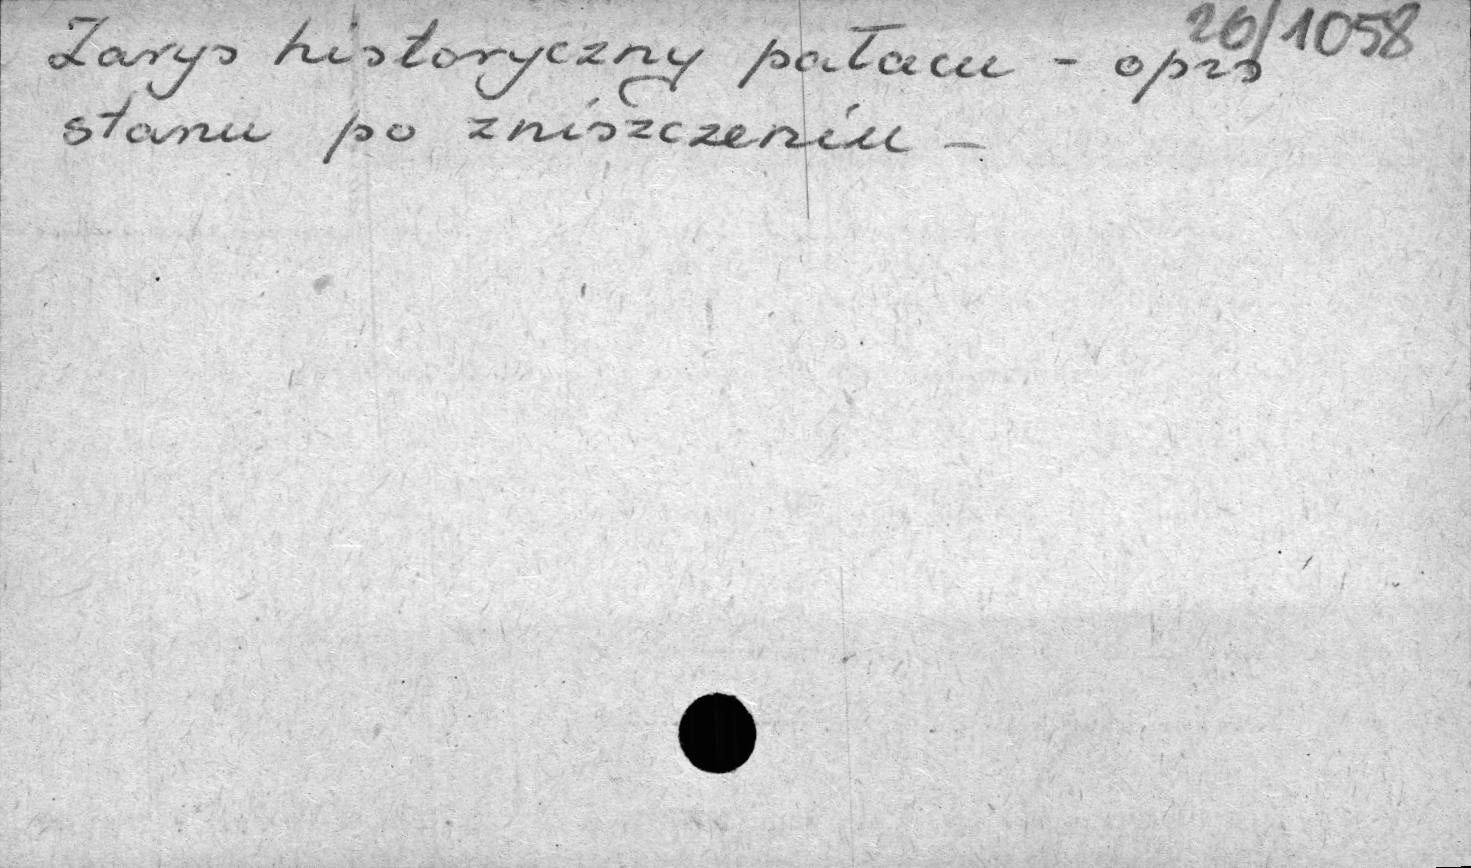 26/1058
Zarys historyczny pałacu - opis
stanu po zniszczeniu -